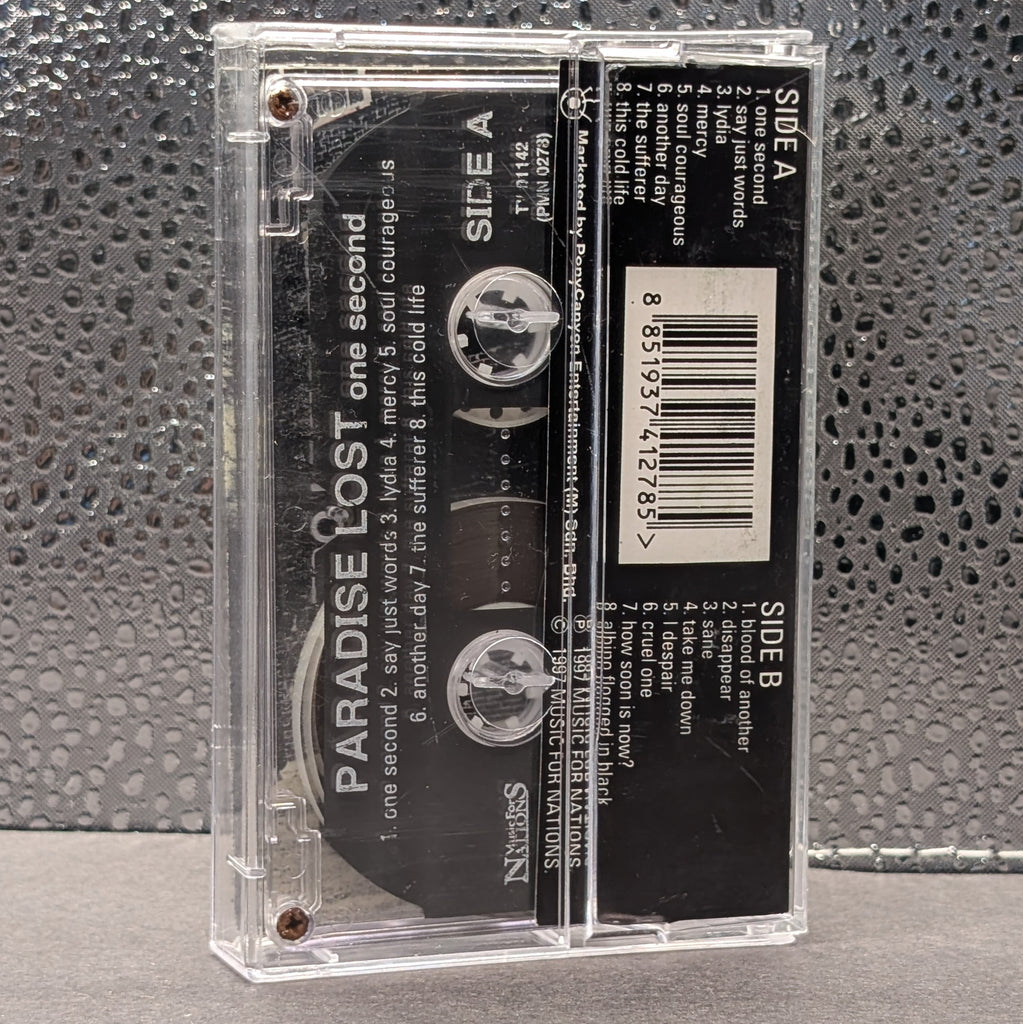 PARADISE LOST one second
1. one second 2. say just words 3. lydia 4. mercy 5. soul courageous
6. another day 7. the sufferer 8. this cold life
SIDE A
01142
(PMN 0278)
Music For
NATIONS
Marketed by PonyCanyon Entertainment (M) Sdn. Bhd.
℗ 1997 MUSIC FOR NATIONS.
© 1997 MUSIC FOR NATIONS.
SIDE A
1. one second
2. say just words
3. lydia
4. mercy
5. soul courageous
6. another day
7. the sufferer
8. this cold life
8 851937 412785 >
SIDE B
1. blood of another
2. disappear
3. sane
4. take me down
5. I despair
6. cruel one
7. how soon is now?
8. albino flogged in black